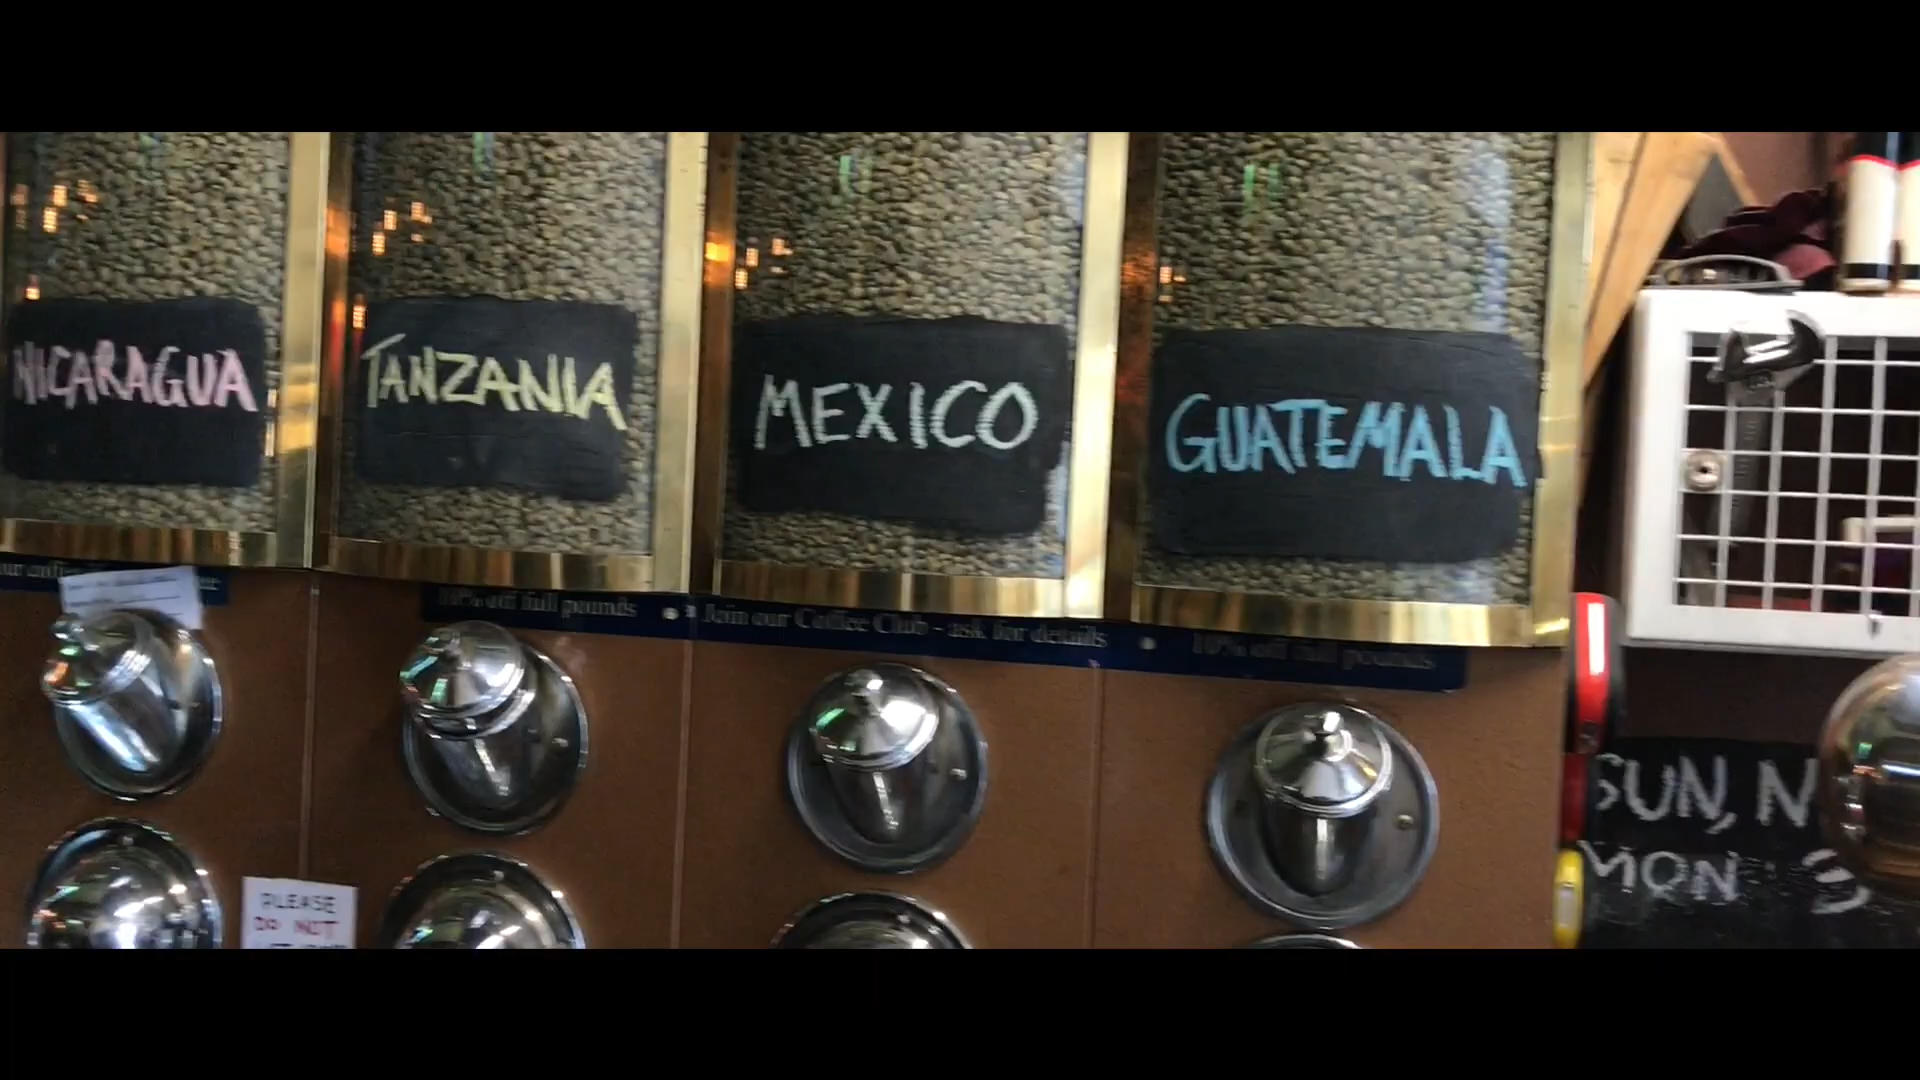 NICARAGUA
TANZANIA
MEXICO
GUATEMALA
10% off full pounds • Join our Coffee Club - ask for details • 10% off full pounds
PLEASE
DO NOT
SUN, N
MON